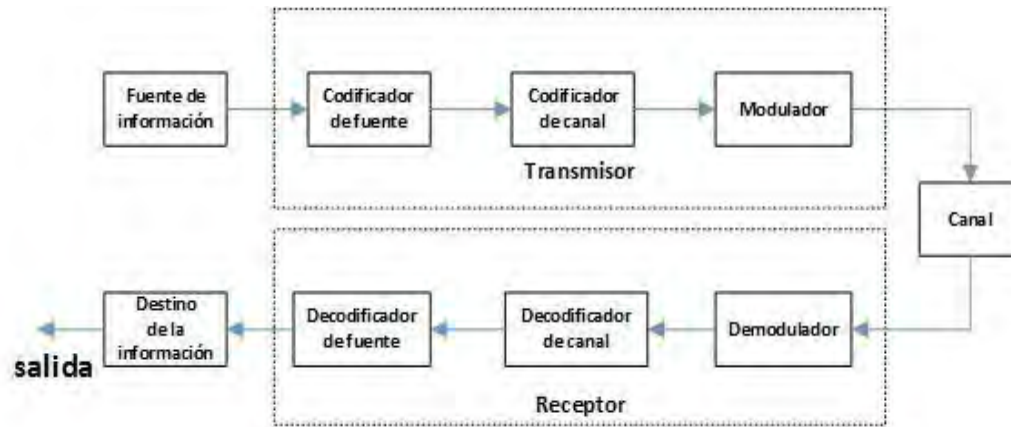 Fuente de
información
Codificador
de fuente
Codificador
de canal
Modulador
Transmisor
Canal
Destino
de la
información
Decodificador
de fuente
Decodificador
de canal
Demodulador
salida
Receptor